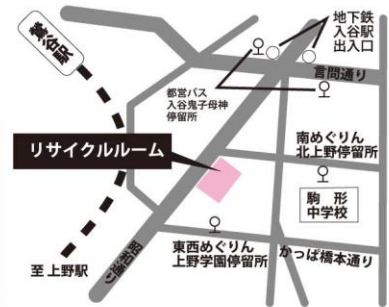 鶯谷駅
地下鉄
入谷駅
出入口
言問通り
都営バス
入谷鬼子母神
停留所
リサイクルルーム
南めぐりん
北上野停留所
駒 形
中学校
昭和通り
東西めぐりん
上野学園停留所
かっぱ橋本通り
至 上野駅